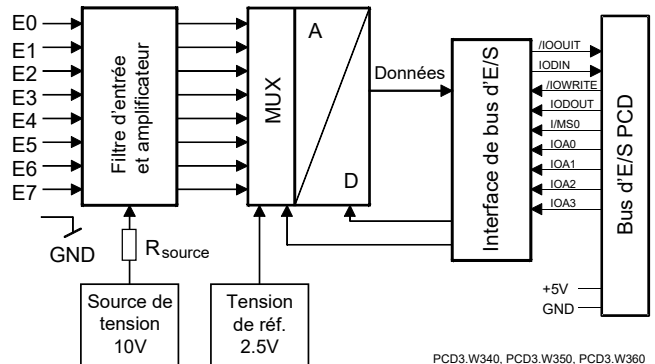 E0
E1
E2
E3
E4
E5
E6
E7
GND
Filtre d'entrée
et amplificateur
Rsource
Source de
tension
10V
MUX
A
D
Tension
de réf.
2.5V
Données
Interface de bus d'E/S
/IOOUIT
IODIN
/IOWRITE
IODOUT
I/MS0
IOA0
IOA1
IOA2
IOA3
+5V
GND
Bus d'E/S PCD
PCD3.W340, PCD3.W350, PCD3.W360